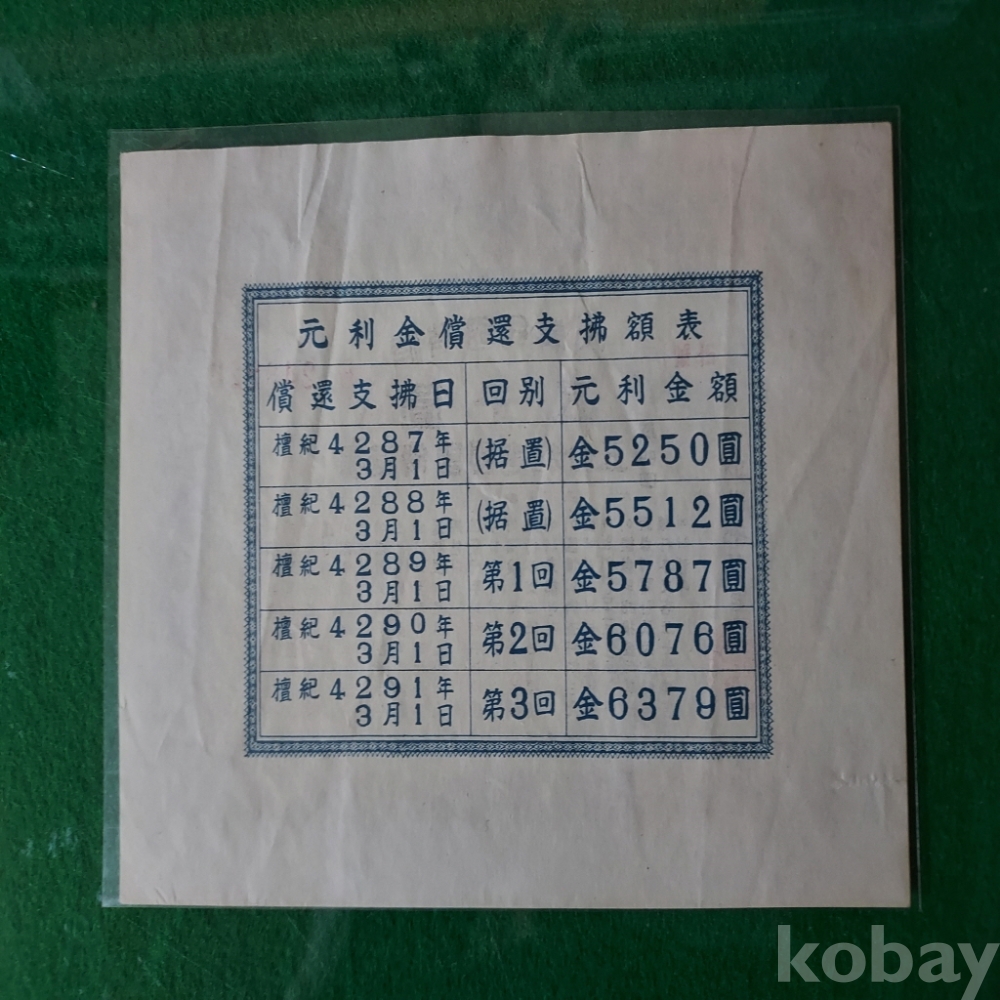 元利金償還支拂額表
償還支拂日 回別 元利金額
檀紀4287年3月1日 (据置) 金5250圓
檀紀4288年3月1日 (据置) 金5512圓
檀紀4289年3月1日 第1回 金5787圓
檀紀4290年3月1日 第2回 金6076圓
檀紀4291年3月1日 第3回 金6379圓
kobay